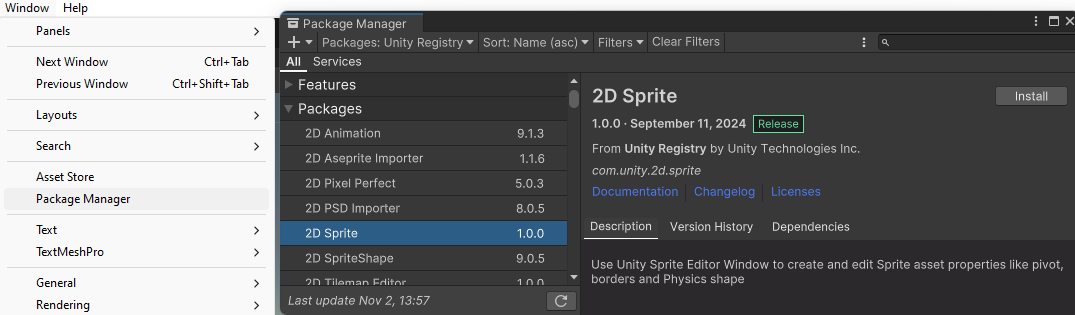 Window Help
Panels
Next Window Ctrl+Tab
Previous Window Ctrl+Shift+Tab
Layouts
Search
Asset Store
Package Manager
Text
TextMeshPro
General
Rendering
Package Manager
Packages: Unity Registry Sort: Name (asc) Filters Clear Filters
All Services
Features
Packages
2D Animation 9.1.3
2D Aseprite Importer 1.1.6
2D Pixel Perfect 5.0.3
2D PSD Importer 8.0.5
2D Sprite 1.0.0
2D SpriteShape 9.0.5
2D Tilemap Editor 1.0.0
Last update Nov 2, 13:57
2D Sprite Install
1.0.0 · September 11, 2024 Release
From Unity Registry by Unity Technologies Inc.
com.unity.2d.sprite
Documentation Changelog Licenses
Description Version History Dependencies
Use Unity Sprite Editor Window to create and edit Sprite asset properties like pivot,
borders and Physics shape